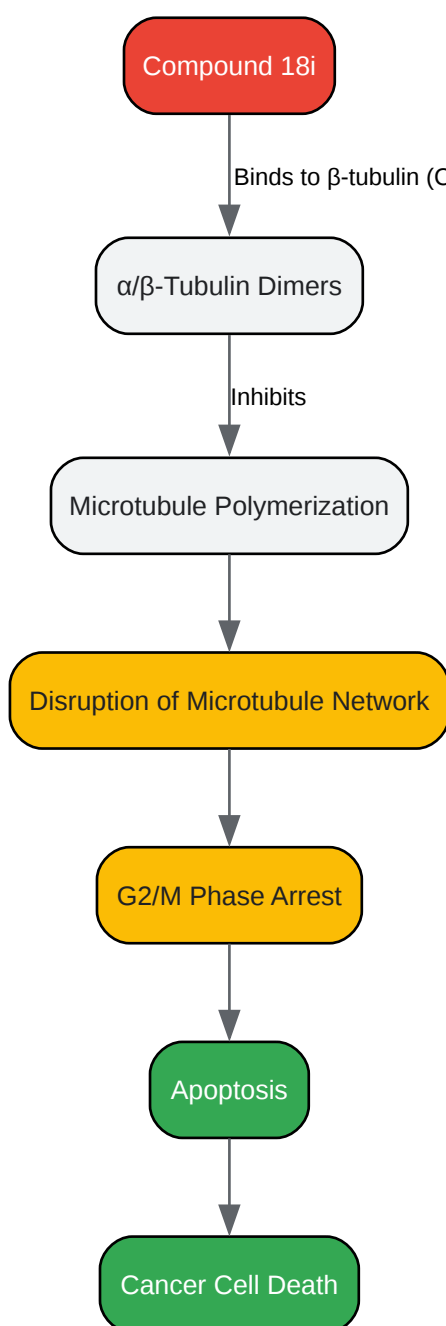 Compound 18i
Binds to β-tubulin (C
α/β-Tubulin Dimers
Inhibits
Microtubule Polymerization
Disruption of Microtubule Network
G2/M Phase Arrest
Apoptosis
Cancer Cell Death